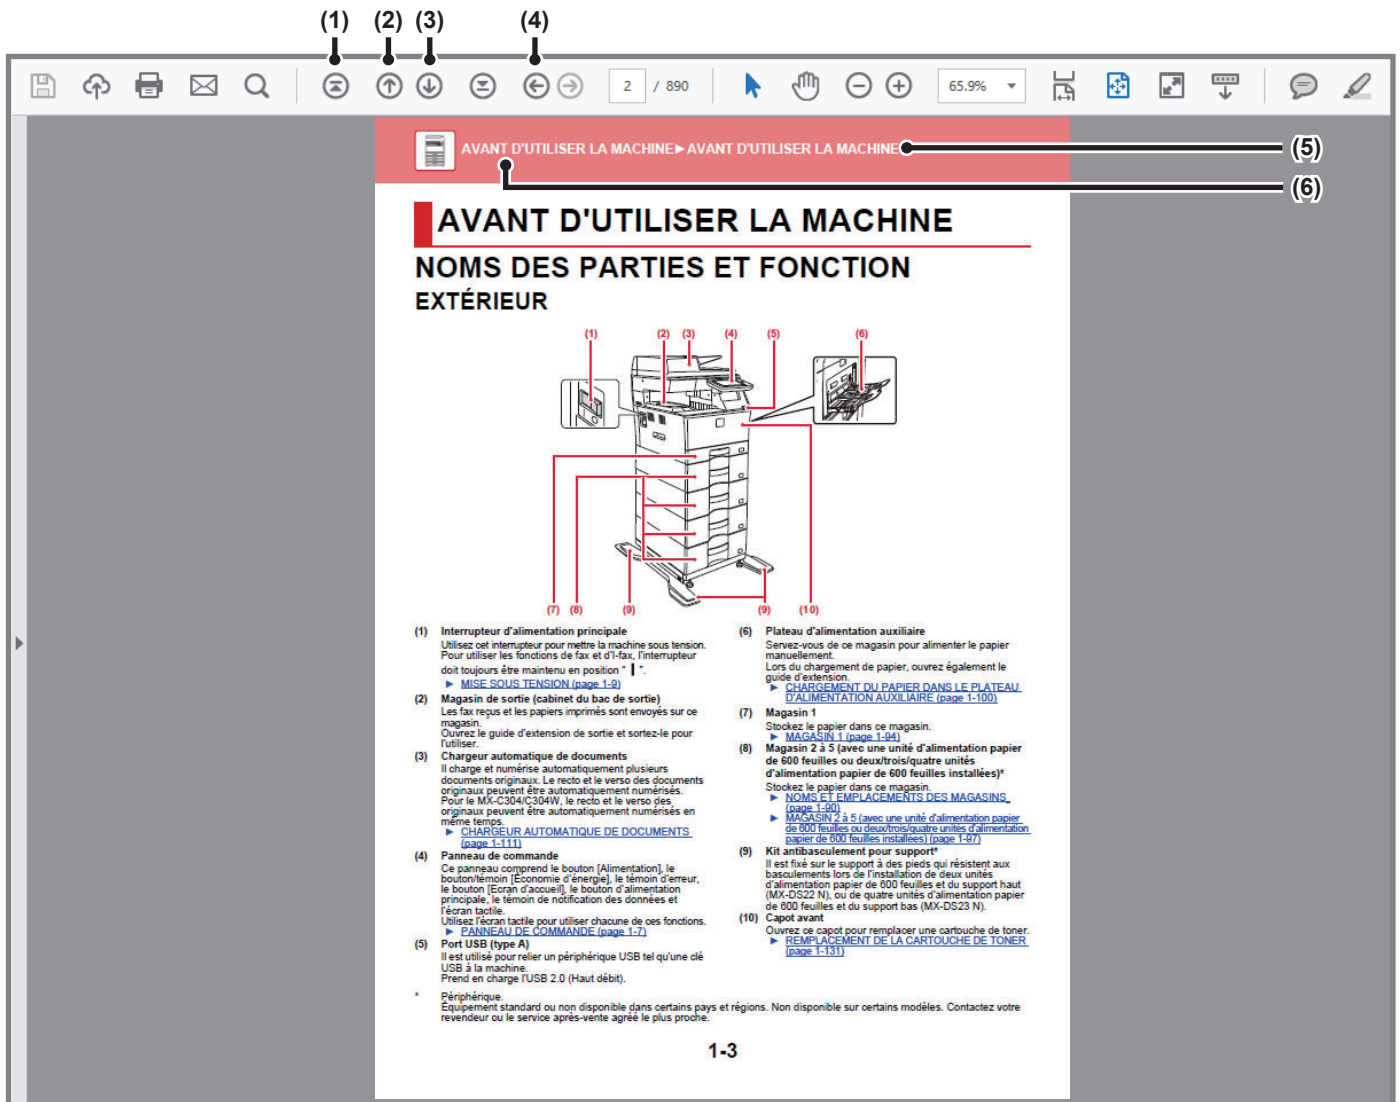 (1) (2) (3) (4)
2 / 890 65.9%
AVANT D'UTILISER LA MACHINE►AVANT D'UTILISER LA MACHINE
(5)
(6)
AVANT D'UTILISER LA MACHINE
NOMS DES PARTIES ET FONCTION
EXTÉRIEUR
(1) (2) (3) (4) (5) (6)
(7) (8) (9) (9) (10)
(1) Interrupteur d'alimentation principale
Utilisez cet interrupteur pour mettre la machine sous tension.
Pour utiliser les fonctions de fax et d'I-fax, l'interrupteur
doit toujours être maintenu en position " | ".
► MISE SOUS TENSION (page 1-9)
(2) Magasin de sortie (cabinet du bac de sortie)
Les fax reçus et les papiers imprimés sont envoyés sur ce
magasin.
Ouvrez le guide d'extension de sortie et sortez-le pour
l'utiliser.
(3) Chargeur automatique de documents
Il charge et numérise automatiquement plusieurs
documents originaux. Le recto et le verso des documents
originaux peuvent être automatiquement numérisés.
Pour le MX-C304/C304W, le recto et le verso des
originaux peuvent être automatiquement numérisés en
même temps.
► CHARGEUR AUTOMATIQUE DE DOCUMENTS
(page 1-111)
(4) Panneau de commande
Ce panneau comprend le bouton [Alimentation], le
bouton/témoin [Économie d'énergie], le témoin d'erreur,
le bouton [Ecran d'accueil], le bouton d'alimentation
principale, le témoin de notification des données et
l'écran tactile.
Utilisez l'écran tactile pour utiliser chacune de ces fonctions.
► PANNEAU DE COMMANDE (page 1-7)
(5) Port USB (type A)
Il est utilisé pour relier un périphérique USB tel qu'une clé
USB à la machine.
Prend en charge l'USB 2.0 (Haut débit).
(6) Plateau d'alimentation auxiliaire
Servez-vous de ce magasin pour alimenter le papier
manuellement.
Lors du chargement de papier, ouvrez également le
guide d'extension.
► CHARGEMENT DU PAPIER DANS LE PLATEAU
D'ALIMENTATION AUXILIAIRE (page 1-100)
(7) Magasin 1
Stockez le papier dans ce magasin.
► MAGASIN 1 (page 1-94)
(8) Magasin 2 à 5 (avec une unité d'alimentation papier
de 600 feuilles ou deux/trois/quatre unités
d'alimentation papier de 600 feuilles installées)*
Stockez le papier dans ce magasin.
► NOMS ET EMPLACEMENTS DES MAGASINS
(page 1-90)
► MAGASIN 2 à 5 (avec une unité d'alimentation papier
de 600 feuilles ou deux/trois/quatre unités d'alimentation
papier de 600 feuilles installées) (page 1-97)
(9) Kit antibasculement pour support*
Il est fixé sur le support à des pieds qui résistent aux
basculements lors de l'installation de deux unités
d'alimentation papier de 600 feuilles et du support haut
(MX-DS22 N), ou de quatre unités d'alimentation papier
de 600 feuilles et du support bas (MX-DS23 N).
(10) Capot avant
Ouvrez ce capot pour remplacer une cartouche de toner.
► REMPLACEMENT DE LA CARTOUCHE DE TONER
(page 1-131)
* Périphérique.
Équipement standard ou non disponible dans certains pays et régions. Non disponible sur certains modèles. Contactez votre
revendeur ou le service après-vente agréé le plus proche.
1-3